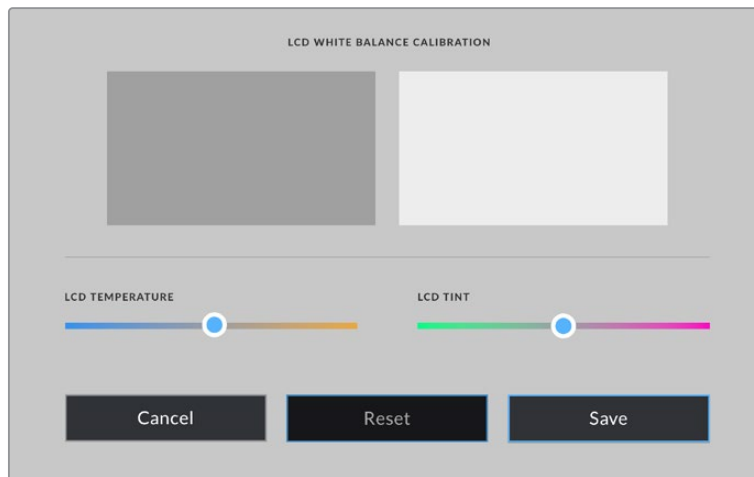 LCD WHITE BALANCE CALIBRATION
LCD TEMPERATURE
LCD TINT
Cancel
Reset
Save